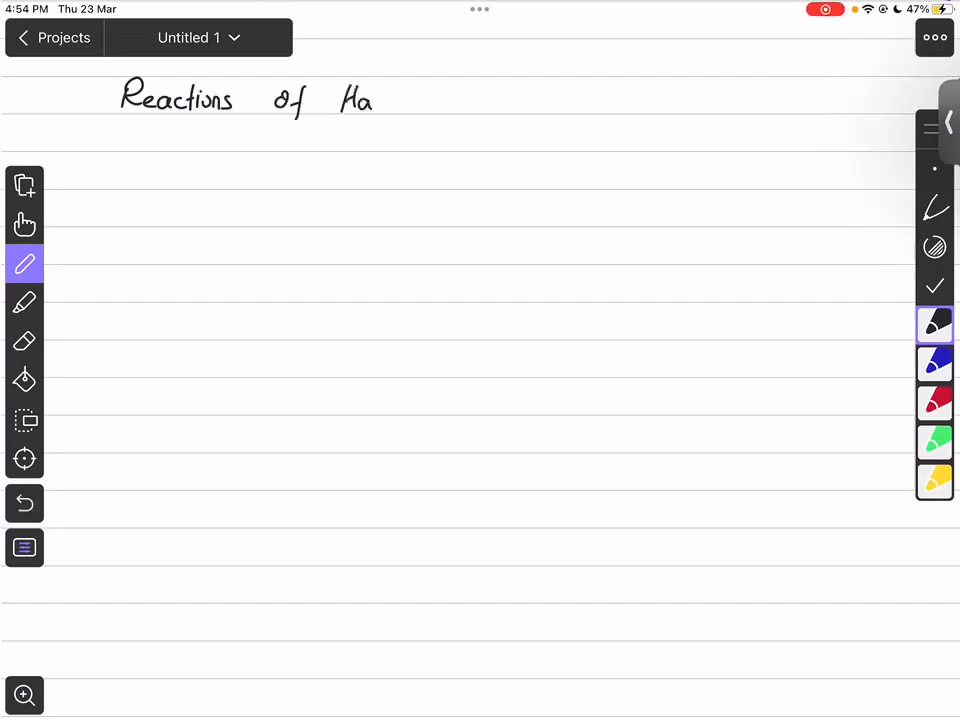 4:54 PM Thu 23 Mar
47%
Projects
Untitled 1
Reactions of Ha